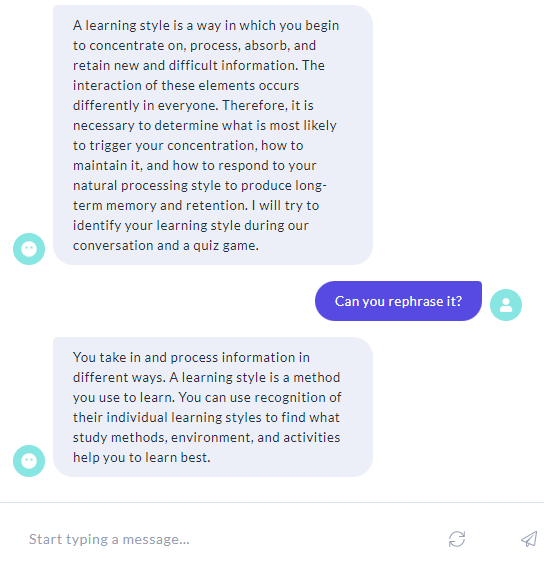 A learning style is a way in which you begin
to concentrate on, process, absorb, and
retain new and difficult information. The
interaction of these elements occurs
differently in everyone. Therefore, it is
necessary to determine what is most likely
to trigger your concentration, how to
maintain it, and how to respond to your
natural processing style to produce long-
term memory and retention. I will try to
identify your learning style during our
conversation and a quiz game.
Can you rephrase it?
You take in and process information in
different ways. A learning style is a method
you use to learn. You can use recognition of
their individual learning styles to find what
study methods, environment, and activities
help you to learn best.
Start typing a message...